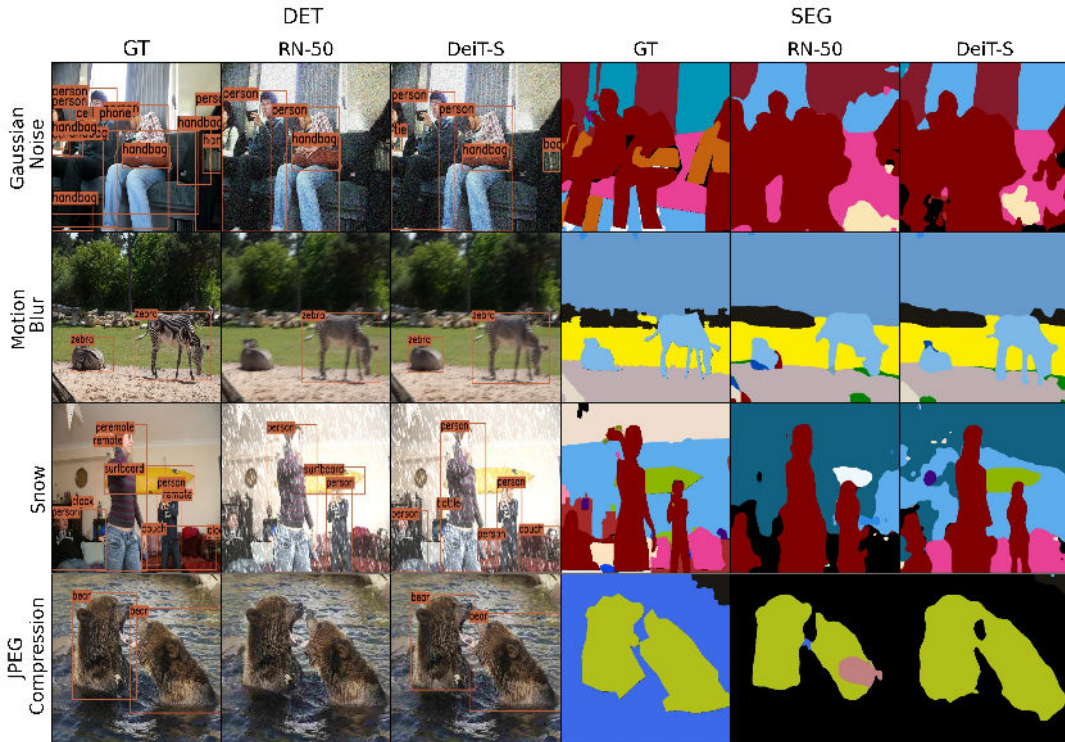 DET SEG
GT RN-50 DeiT-S GT RN-50 DeiT-S
Gaussian
Noise
person
person
phone
handbag
handbag
handbag
handbag
person
person
handbag
person
person
Motion
Blur
zebra
zebra
zebra
zebra
zebra
Snow
remote
surfboard
person
remote
clock
person
couch
person
surfboard
person
person
bottle
person
person
couch
JPEG
Compression
bear
bear
bear
bear